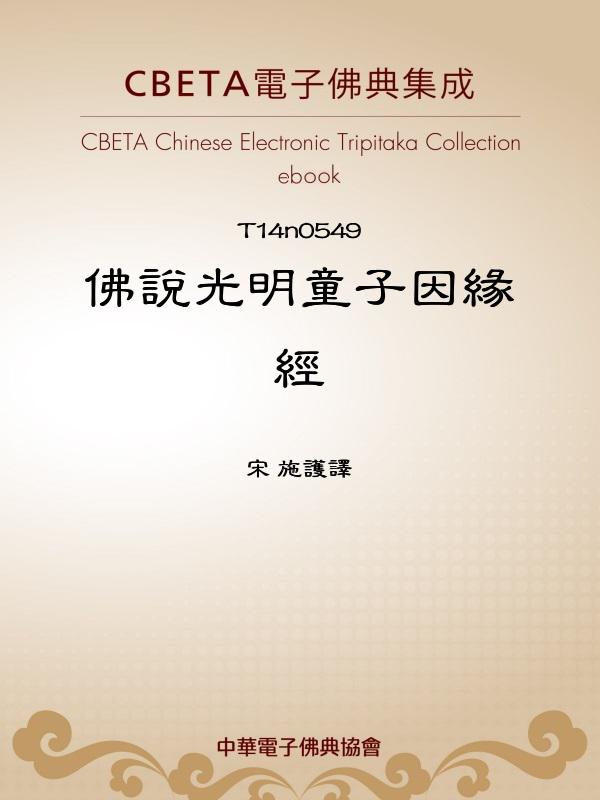 CBETA電子佛典集成
CBETA Chinese Electronic Tripitaka Collection
ebook
T14n0549
佛說光明童子因緣
經
宋 施護譯
中華電子佛典協會